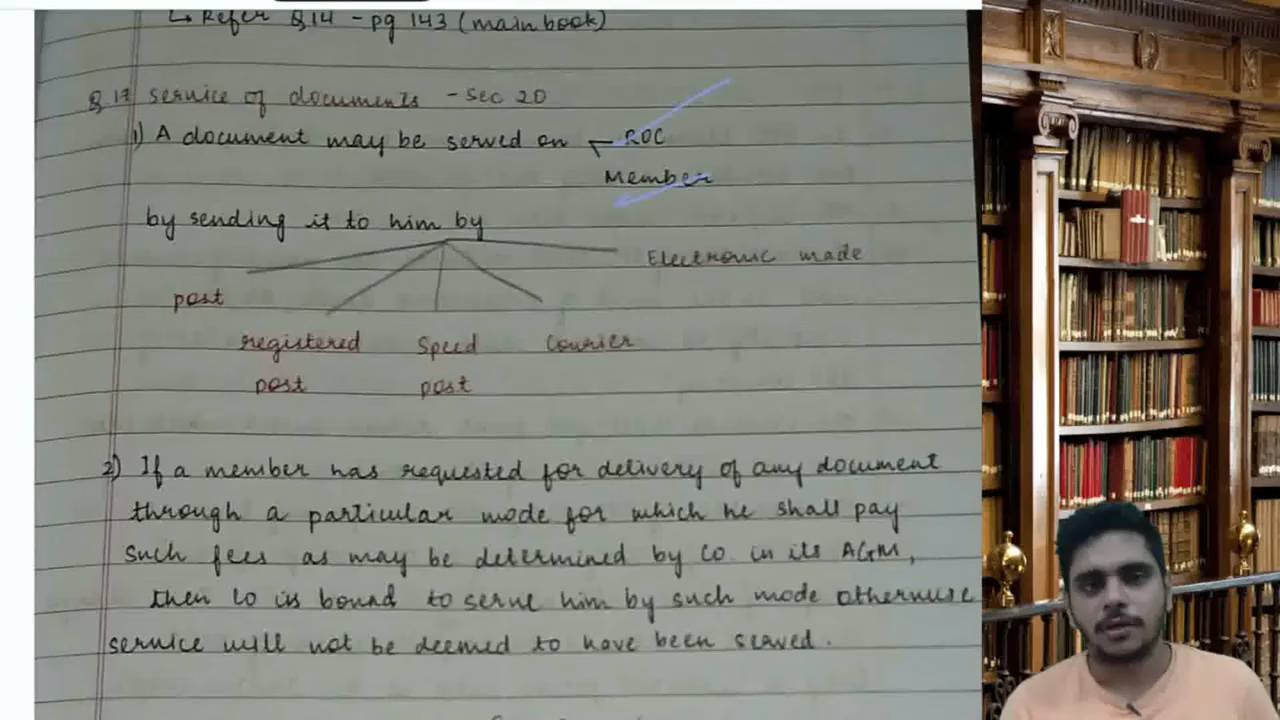 ↳ Refer Q14 - pg 143 (main book)
Q 17 service of documents - Sec 20
1) A document may be served on ROC
Member
by sending it to him by
Electronic mode
post
registered speed courier
post post
2) If a member has requested for delivery of any document
through a particular mode for which he shall pay
such fees as may be determined by Co. in its AGM,
then Co is bound to serve him by such mode otherwise
service will not be deemed to have been served.